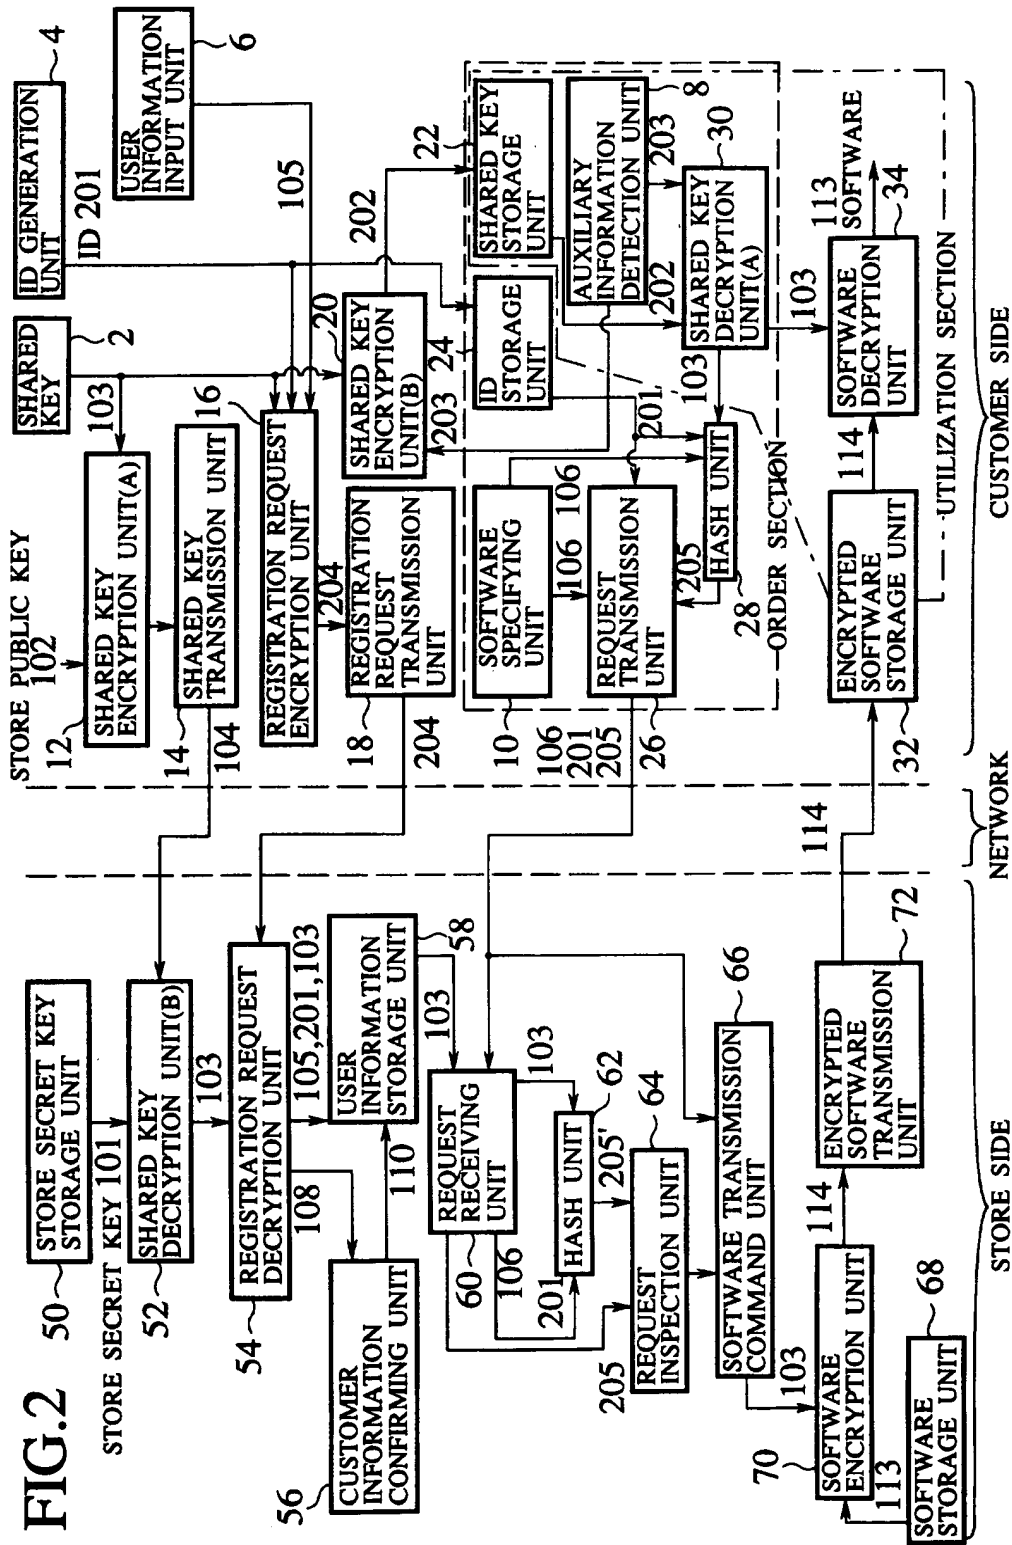 FIG.2
STORE SECRET KEY
STORAGE UNIT
50
STORE SECRET KEY 101
SHARED KEY
DECRYPTION UNIT(B)
52
103
REGISTRATION REQUEST
DECRYPTION UNIT
54
108
105,201,103
CUSTOMER
INFORMATION
CONFIRMING UNIT
56
110
USER
INFORMATION
STORAGE UNIT
58
103
REQUEST
RECEIVING
UNIT
60
106
201
103
HASH UNIT
62
205'
205
REQUEST
INSPECTION UNIT
64
SOFTWARE TRANSMISSION
COMMAND UNIT
66
103
SOFTWARE
ENCRYPTION UNIT
70
113
SOFTWARE
STORAGE UNIT
68
114
ENCRYPTED
SOFTWARE
TRANSMISSION
UNIT
72
114
STORE SIDE
NETWORK
STORE PUBLIC KEY
102
SHARED
KEY
2
103
ID GENERATION
UNIT
4
ID 201
USER
INFORMATION
INPUT UNIT
6
105
12
SHARED KEY
ENCRYPTION UNIT(A)
14
SHARED KEY
TRANSMISSION UNIT
104
16
REGISTRATION REQUEST
ENCRYPTION UNIT
204
18
REGISTRATION
REQUEST
TRANSMISSION
UNIT
204
20
SHARED KEY
ENCRYPTION
UNIT(B)
203
202
22
SHARED KEY
STORAGE
UNIT
24
ID
STORAGE
UNIT
AUXILIARY
INFORMATION
DETECTION UNIT
8
203
202
30
SHARED KEY
DECRYPTION
UNIT(A)
103
201
10
SOFTWARE
SPECIFYING
UNIT
106
106
106
201
205
26
REQUEST
TRANSMISSION
UNIT
205
HASH UNIT
28
ORDER SECTION
103
32
ENCRYPTED
SOFTWARE
STORAGE UNIT
114
SOFTWARE
DECRYPTION
UNIT
34
113
SOFTWARE
UTILIZATION SECTION
CUSTOMER SIDE